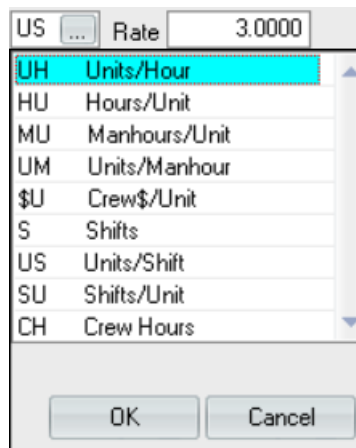 US ... Rate 3.0000
UH Units/Hour
HU Hours/Unit
MU Manhours/Unit
UM Units/Manhour
$U Crew$/Unit
S Shifts
US Units/Shift
SU Shifts/Unit
CH Crew Hours
OK Cancel